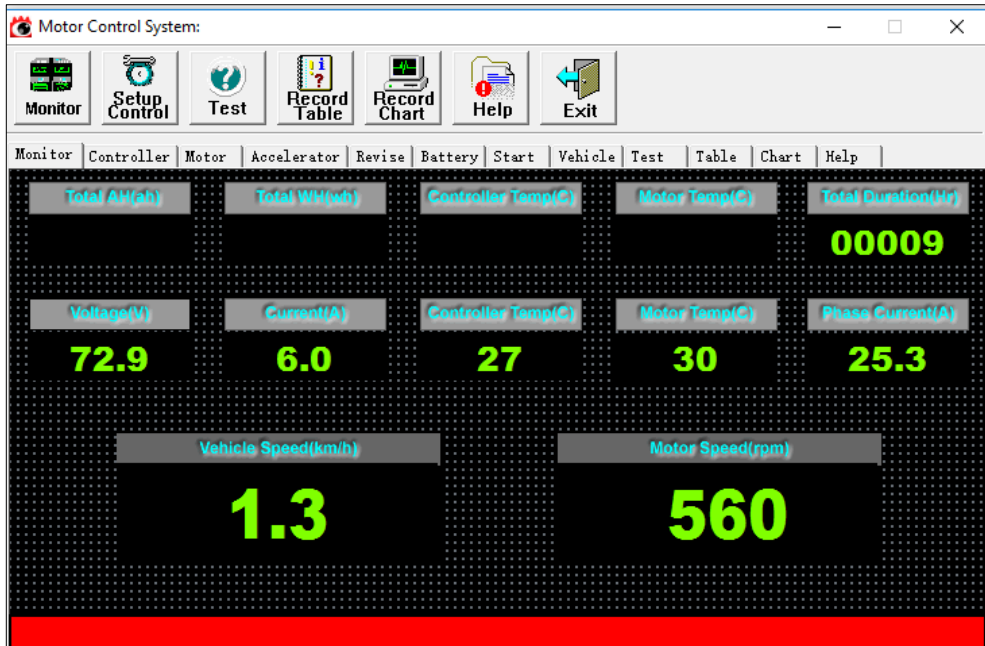 Motor Control System:
Monitor
Setup Control
Test
Record Table
Record Chart
Help
Exit
Monitor Controller Motor Accelerator Revise Battery Start Vehicle Test Table Chart Help
Total AH(ah) Total WH(wh) Controller Temp(C) Motor Temp(C) Total Duration(Hr)
00009
Voltage(V) Current(A) Controller Temp(C) Motor Temp(C) Phase Current(A)
72.9 6.0 27 30 25.3
Vehicle Speed(km/h) Motor Speed(rpm)
1.3 560